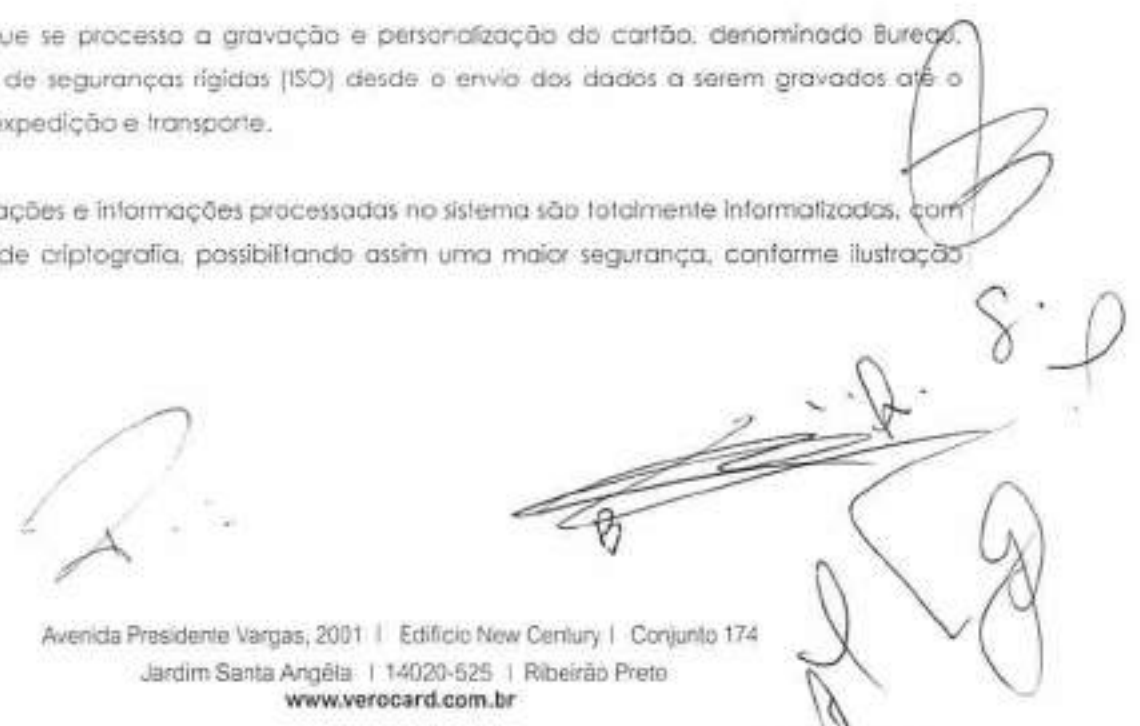 ue se processa a gravação e personalização do cartão, denominado Bureau,
de seguranças rígidas (ISO) desde o envio dos dados a serem gravados até o
expedição e transporte.
ações e informações processadas no sistema são totalmente informatizadas, com
de criptografia, possibilitando assim uma maior segurança, conforme ilustração
Avenida Presidente Vargas, 2001 | Edifício New Century | Conjunto 174
Jardim Santa Angêla | 14020-525 | Ribeirão Preto
www.verocard.com.br